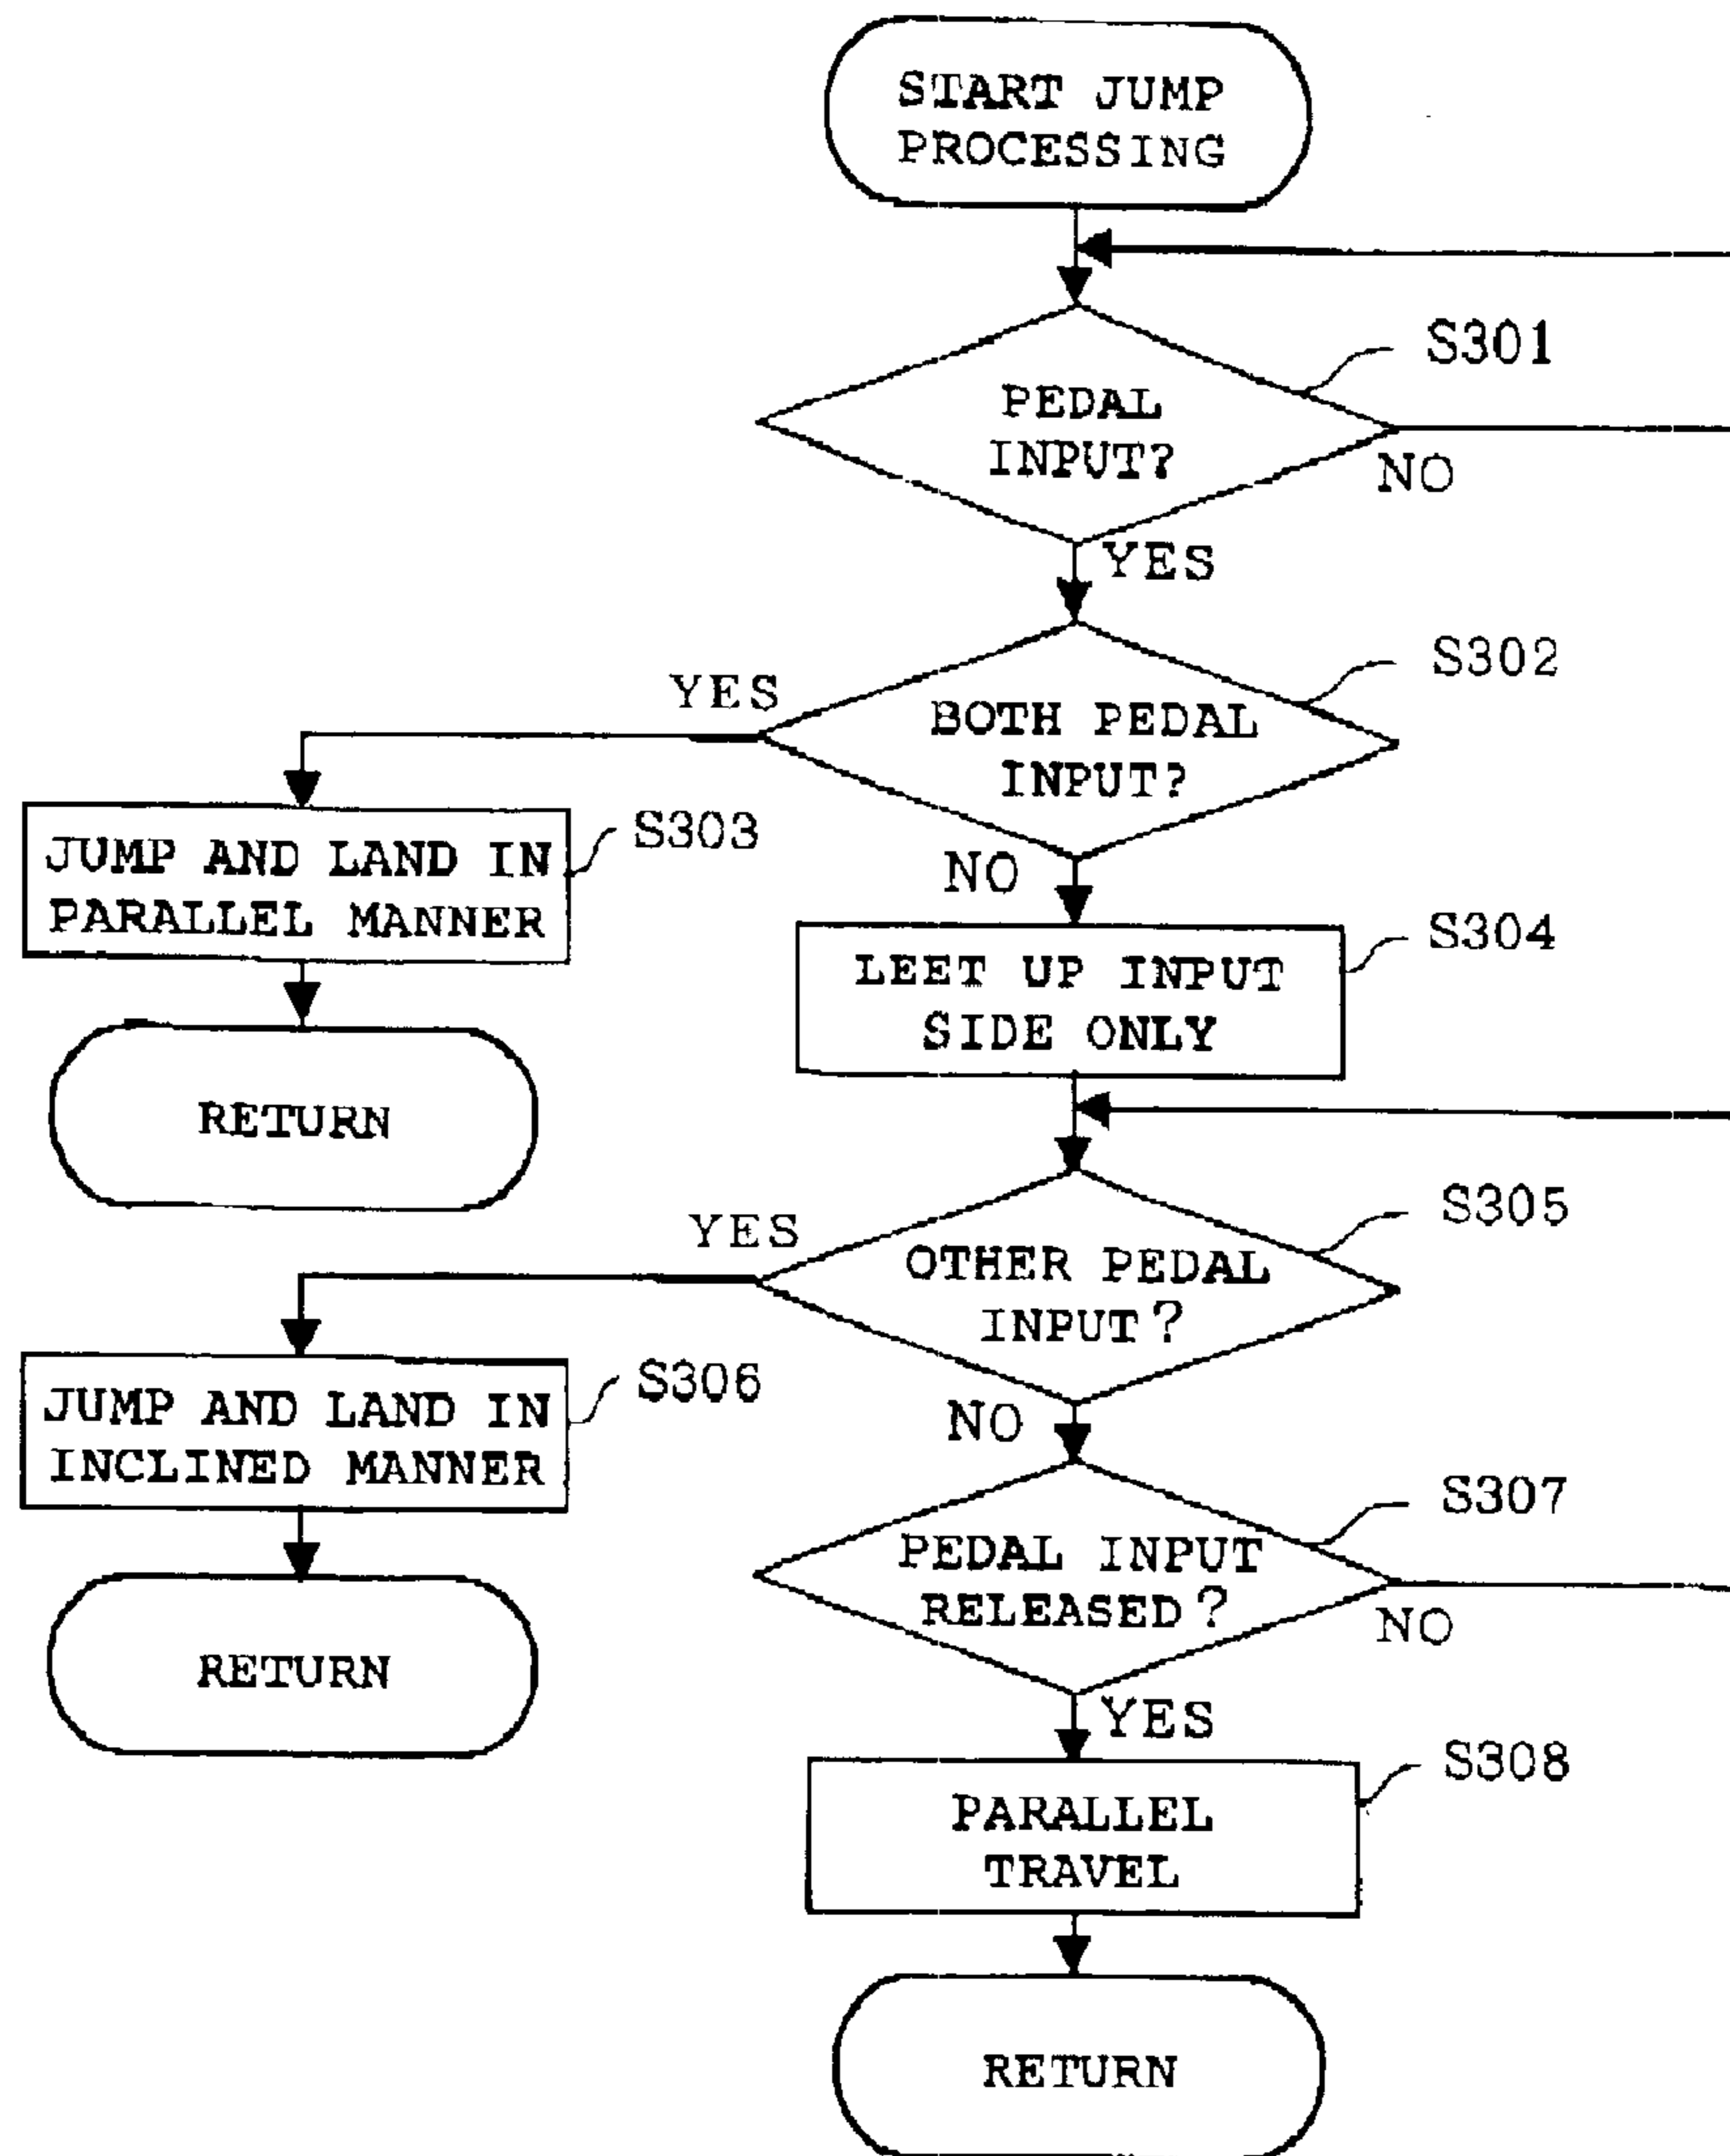 START JUMP
PROCESSING
S301
PEDAL
INPUT?
NO
YES
S302
YES
BOTH PEDAL
INPUT?
S303
JUMP AND LAND IN
PARALLEL MANNER
NO
S304
LEET UP INPUT
SIDE ONLY
RETURN
S305
YES
OTHER PEDAL
INPUT?
S306
JUMP AND LAND IN
INCLINED MANNER
NO
S307
PEDAL INPUT
RELEASED?
NO
RETURN
YES
S308
PARALLEL
TRAVEL
RETURN